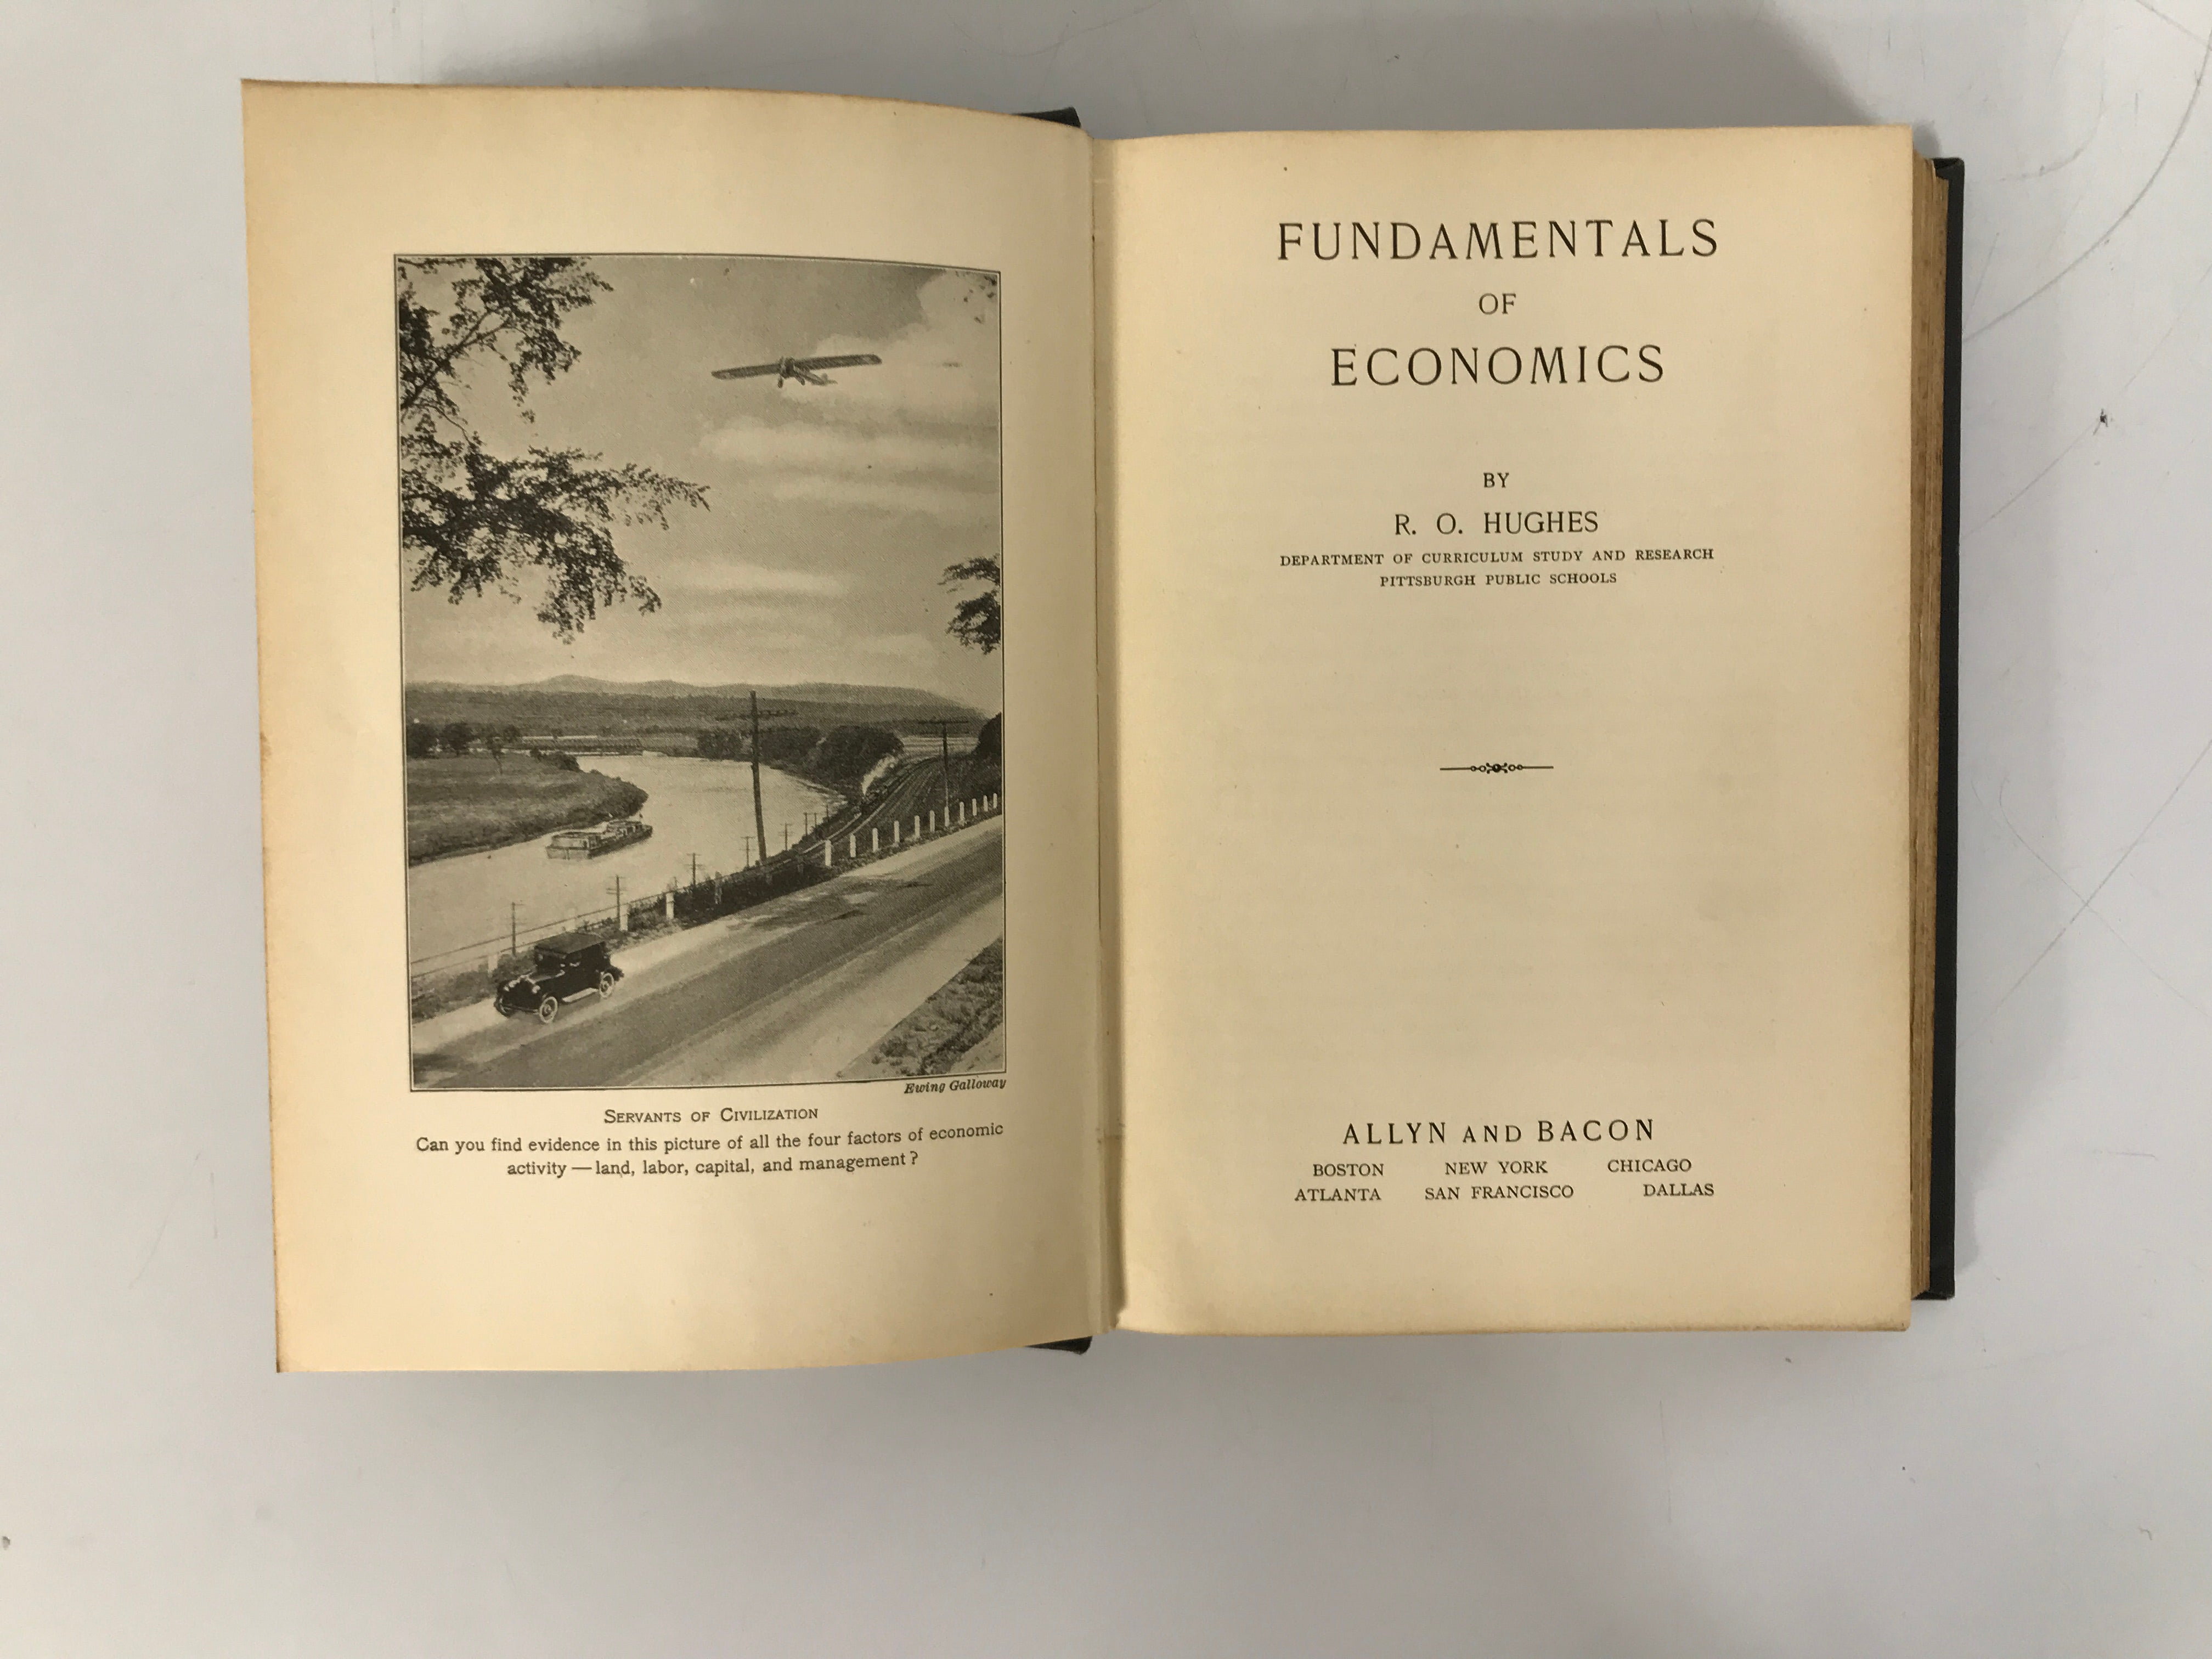 Ewing Galloway
SERVANTS OF CIVILIZATION
Can you find evidence in this picture of all the four factors of economic
activity — land, labor, capital, and management?
FUNDAMENTALS
OF
ECONOMICS
BY
R. O. HUGHES
DEPARTMENT OF CURRICULUM STUDY AND RESEARCH
PITTSBURGH PUBLIC SCHOOLS
ALLYN AND BACON
BOSTON NEW YORK CHICAGO
ATLANTA SAN FRANCISCO DALLAS